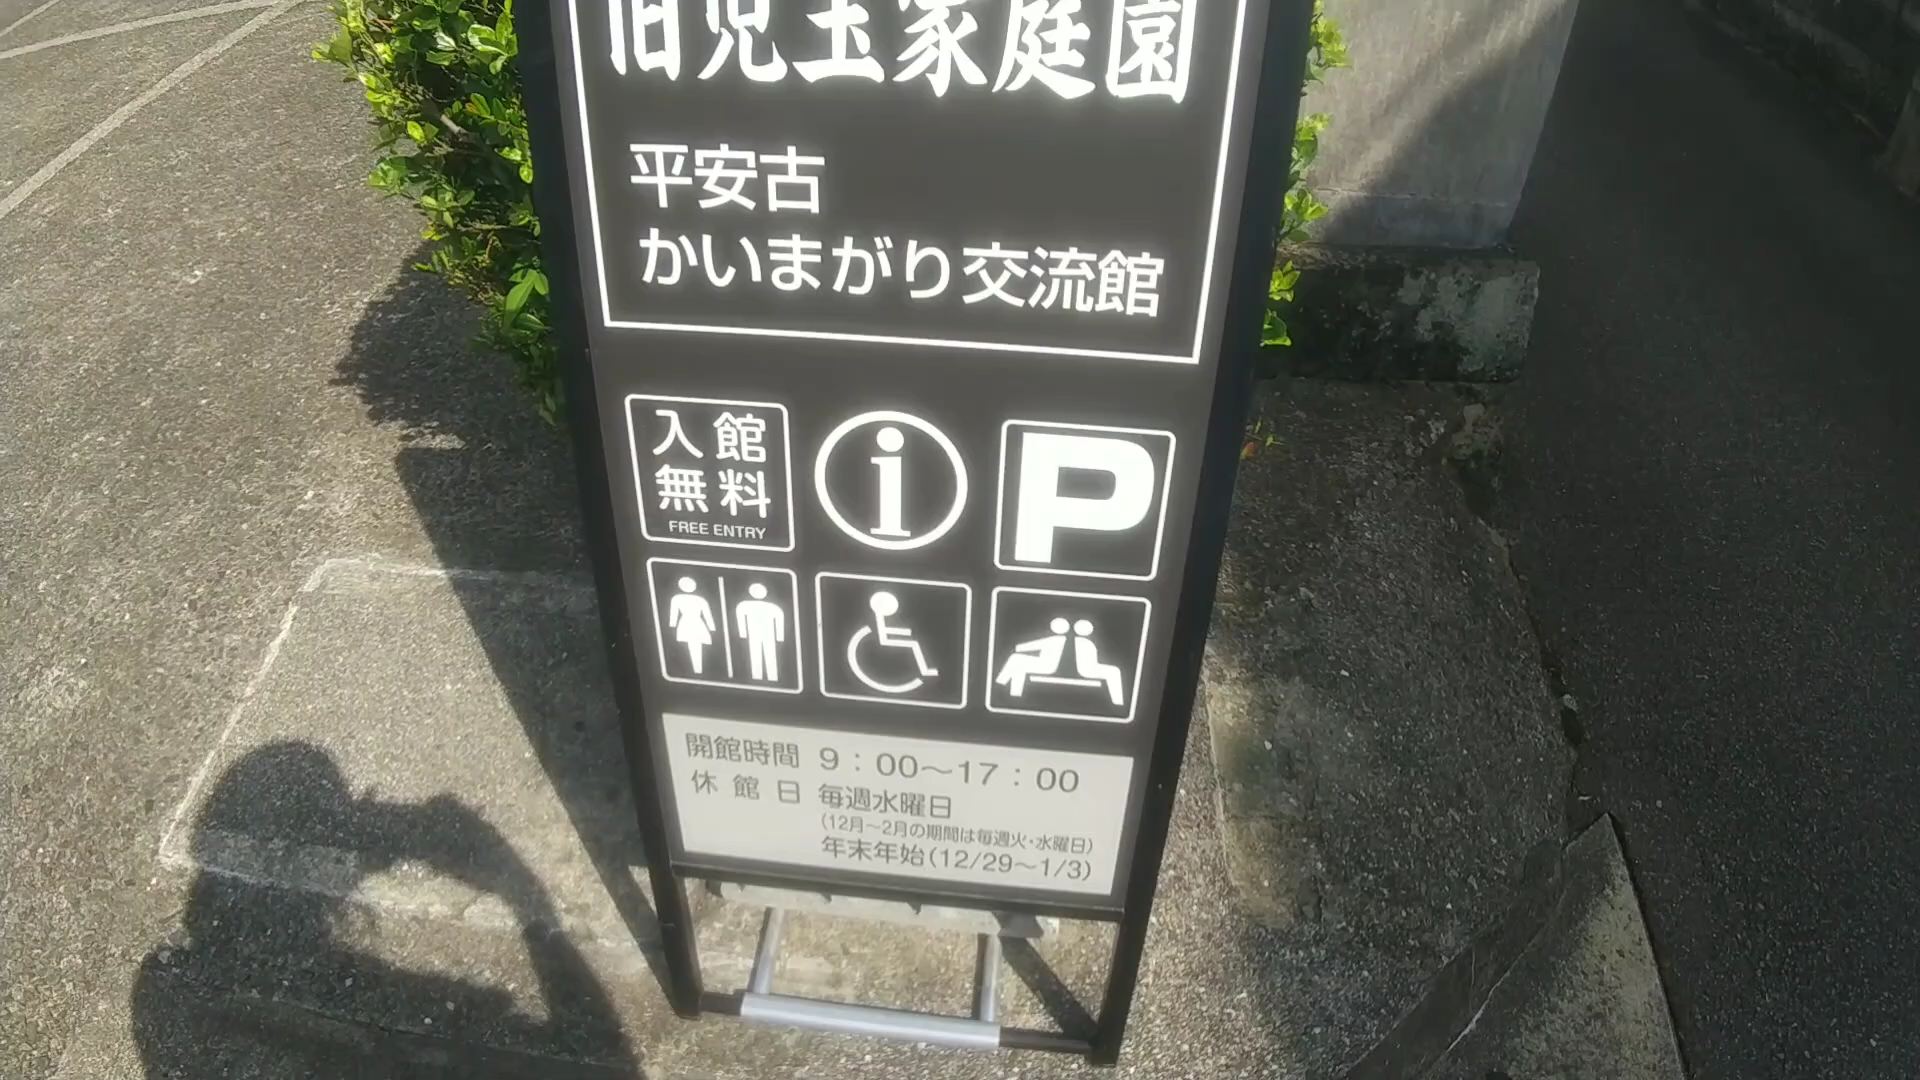 旧児玉家庭園
平安古
かいまがり交流館
入館
無料
FREE ENTRY
i
P
開館時間 9：00～17：00
休館日 毎週水曜日
(12月～2月の期間は毎週火・水曜日)
年末年始(12/29～1/3)